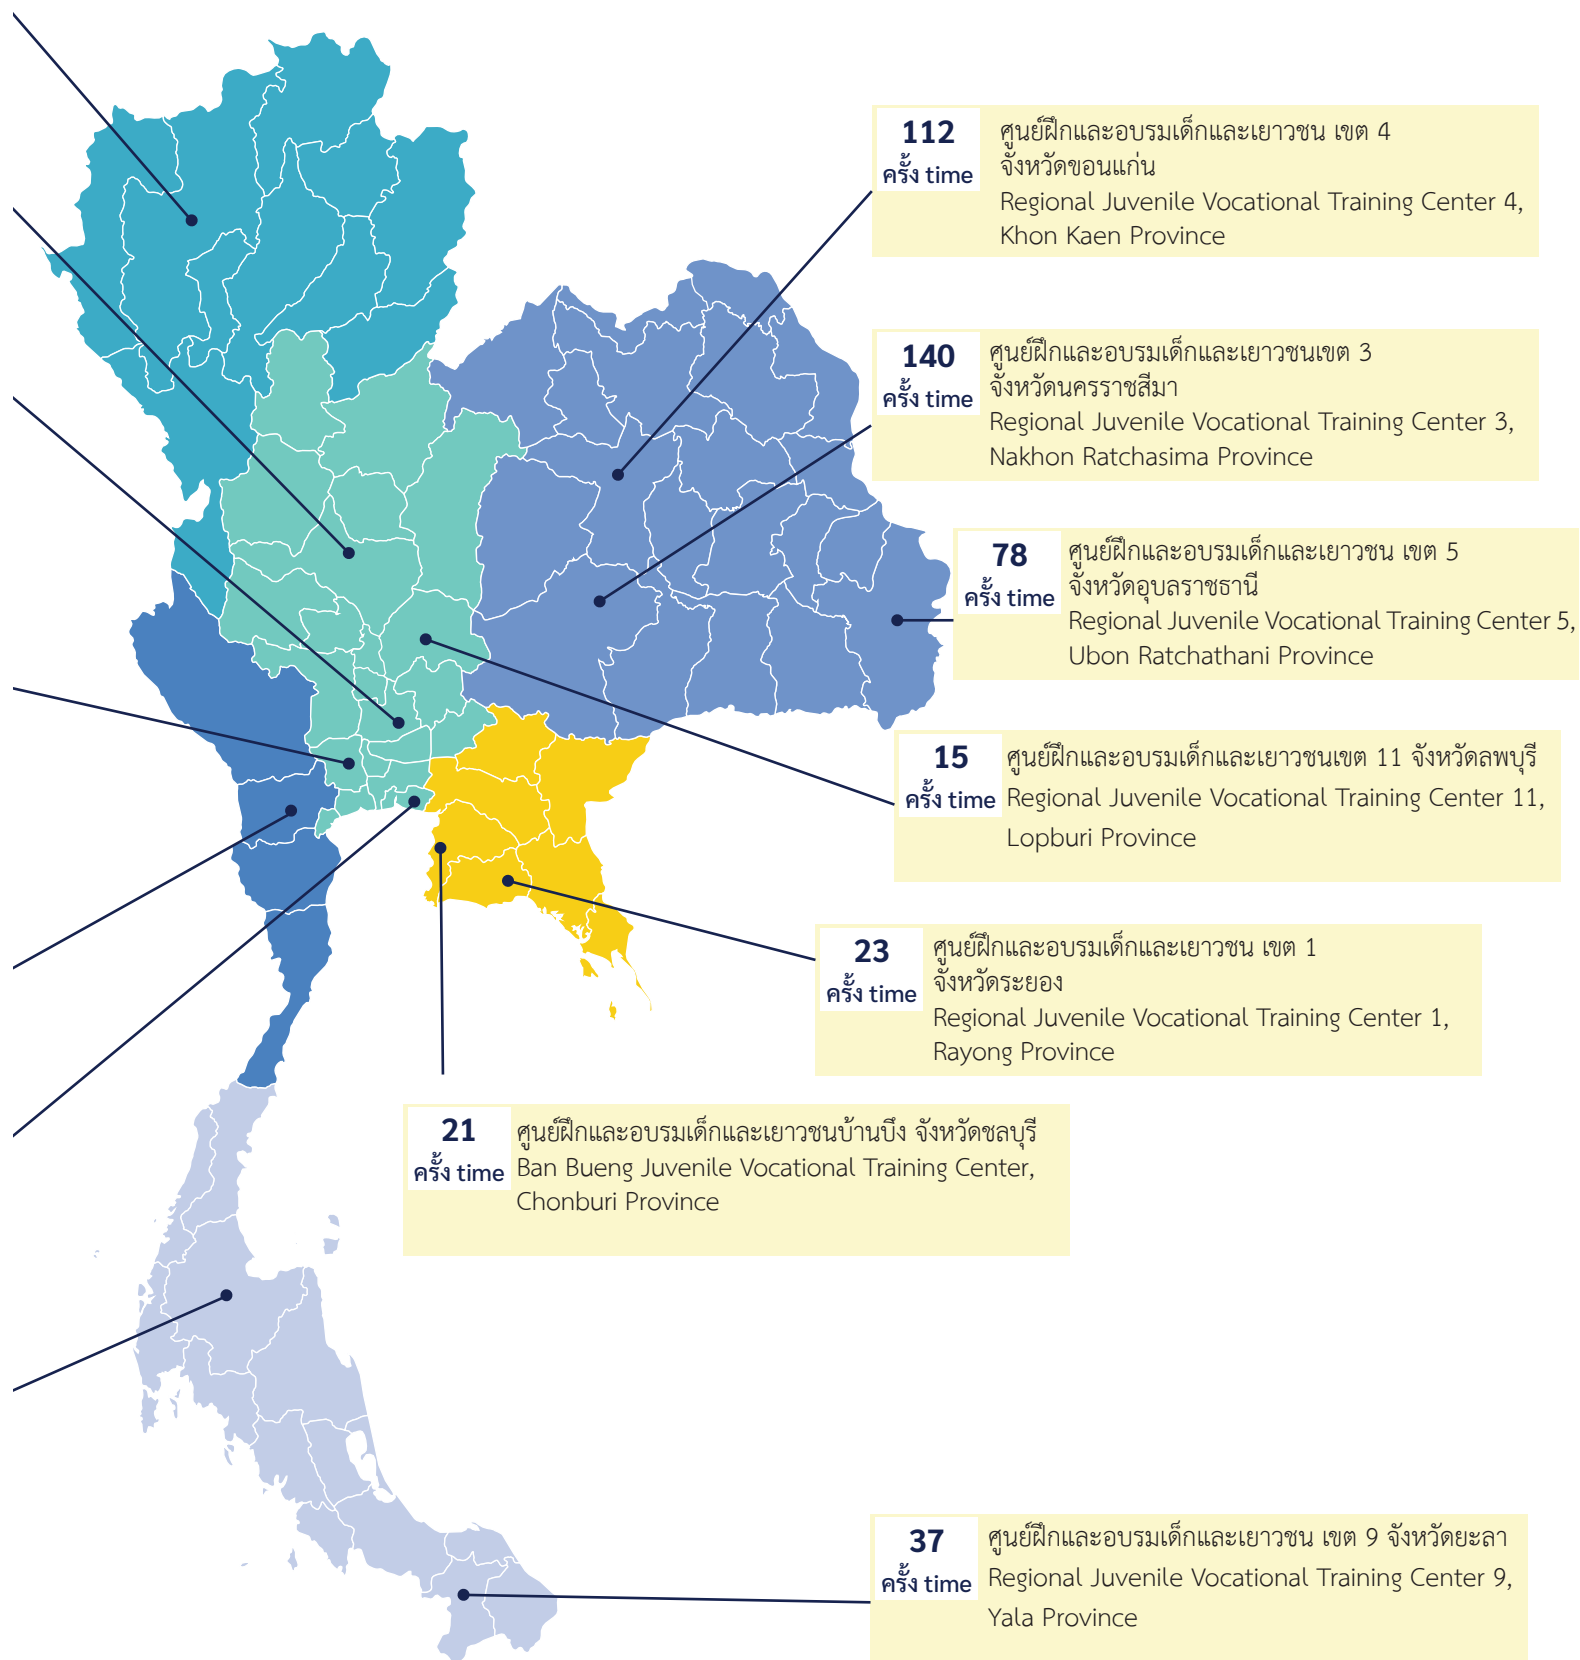 112
ครั้ง time
ศูนย์ฝึกและอบรมเด็กและเยาวชน เขต 4
จังหวัดขอนแก่น
Regional Juvenile Vocational Training Center 4,
Khon Kaen Province
140
ครั้ง time
ศูนย์ฝึกและอบรมเด็กและเยาวชนเขต 3
จังหวัดนครราชสีมา
Regional Juvenile Vocational Training Center 3,
Nakhon Ratchasima Province
78
ครั้ง time
ศูนย์ฝึกและอบรมเด็กและเยาวชน เขต 5
จังหวัดอุบลราชธานี
Regional Juvenile Vocational Training Center 5,
Ubon Ratchathani Province
15
ครั้ง time
ศูนย์ฝึกและอบรมเด็กและเยาวชนเขต 11 จังหวัดลพบุรี
Regional Juvenile Vocational Training Center 11,
Lopburi Province
23
ครั้ง time
ศูนย์ฝึกและอบรมเด็กและเยาวชน เขต 1
จังหวัดระยอง
Regional Juvenile Vocational Training Center 1,
Rayong Province
21
ครั้ง time
ศูนย์ฝึกและอบรมเด็กและเยาวชนบ้านบึง จังหวัดชลบุรี
Ban Bueng Juvenile Vocational Training Center,
Chonburi Province
37
ครั้ง time
ศูนย์ฝึกและอบรมเด็กและเยาวชน เขต 9 จังหวัดยะลา
Regional Juvenile Vocational Training Center 9,
Yala Province